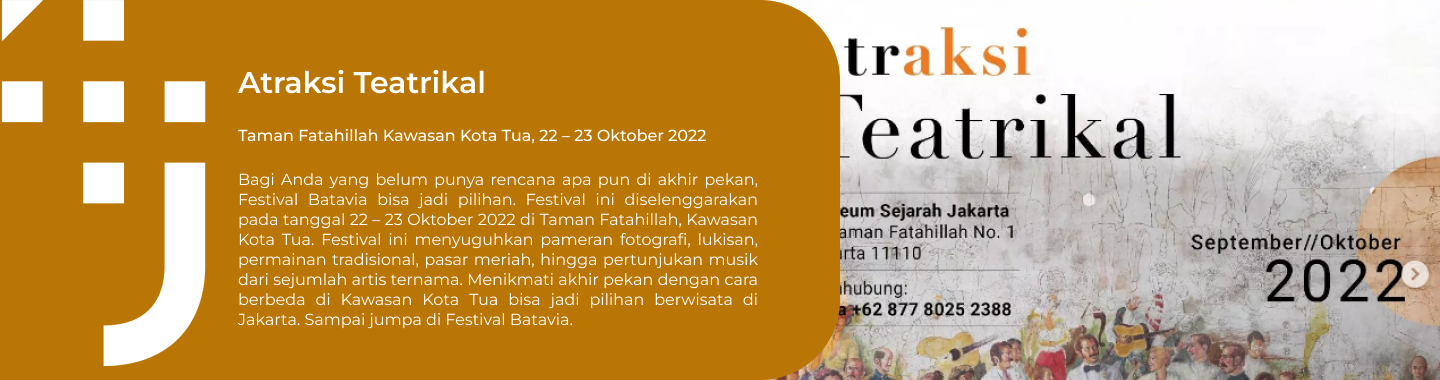 Atraksi Teatrikal
Taman Fatahillah Kawasan Kota Tua, 22 – 23 Oktober 2022
Bagi Anda yang belum punya rencana apa pun di akhir pekan,
Festival Batavia bisa jadi pilihan. Festival ini diselenggarakan
pada tanggal 22 – 23 Oktober 2022 di Taman Fatahillah, Kawasan
Kota Tua. Festival ini menyuguhkan pameran fotografi, lukisan,
permainan tradisional, pasar meriah, hingga pertunjukan musik
dari sejumlah artis ternama. Menikmati akhir pekan dengan cara
berbeda di Kawasan Kota Tua bisa jadi pilihan berwisata di
Jakarta. Sampai jumpa di Festival Batavia.
traksi
Teatrikal
eum Sejarah Jakarta
aman Fatahillah No. 1
arta 11110
hubung:
a +62 877 8025 2388
September//Oktober
2022